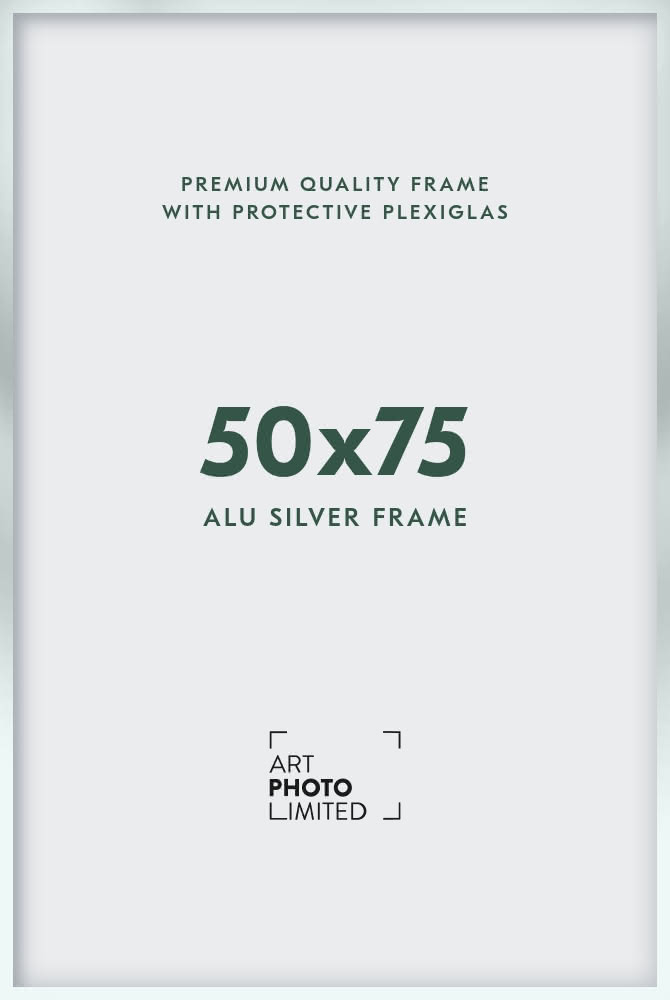 PREMIUM QUALITY FRAME
WITH PROTECTIVE PLEXIGLAS
50x75
ALU SILVER FRAME
ART
PHOTO
LIMITED